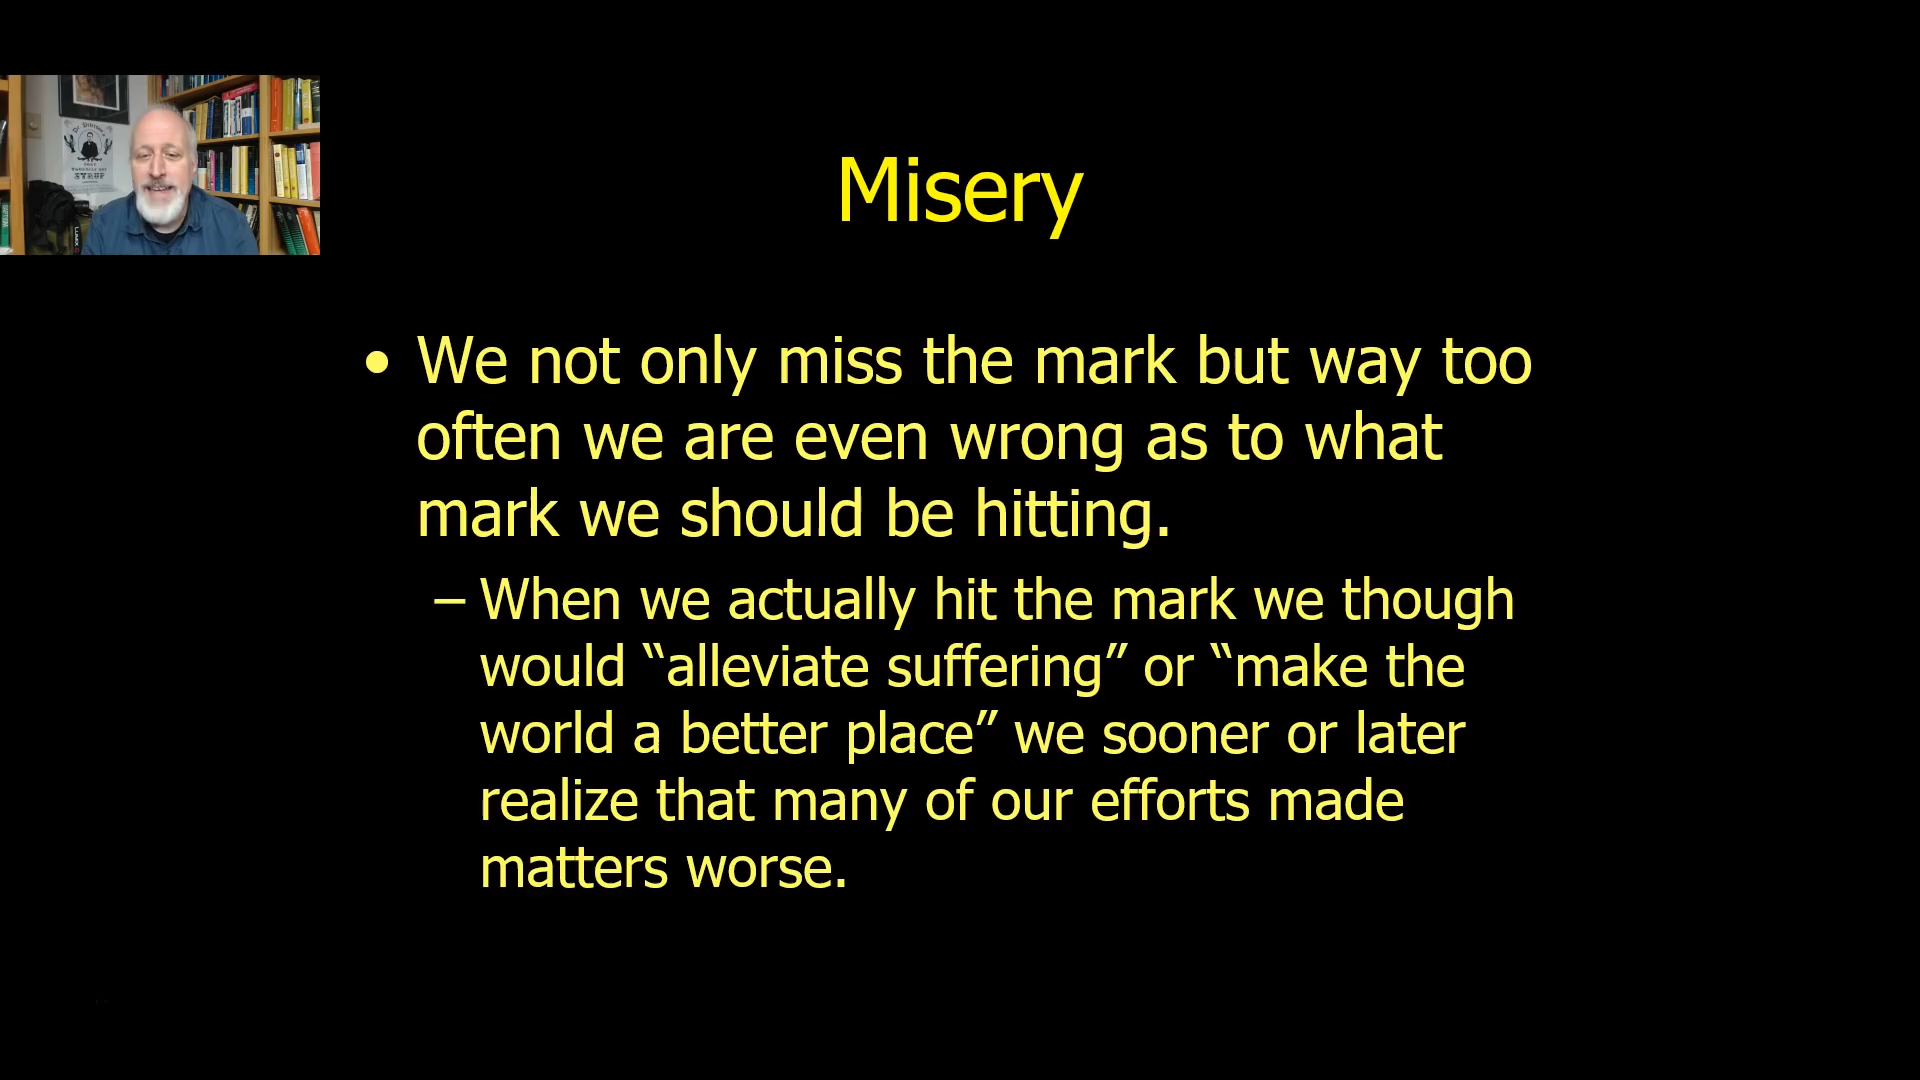 Misery
• We not only miss the mark but way too
often we are even wrong as to what
mark we should be hitting.
– When we actually hit the mark we though
would “alleviate suffering” or “make the
world a better place” we sooner or later
realize that many of our efforts made
matters worse.